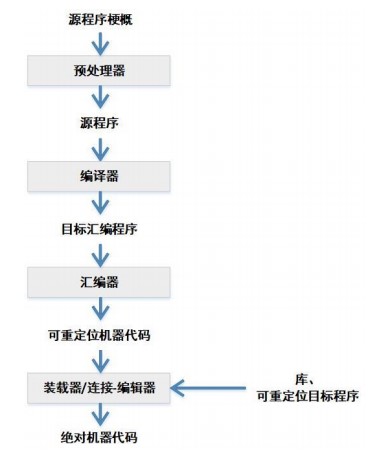 源程序梗概
预处理器
源程序
编译器
目标汇编程序
汇编器
可重定位机器代码
装载器/连接-编辑器
库、
可重定位目标程序
绝对机器代码